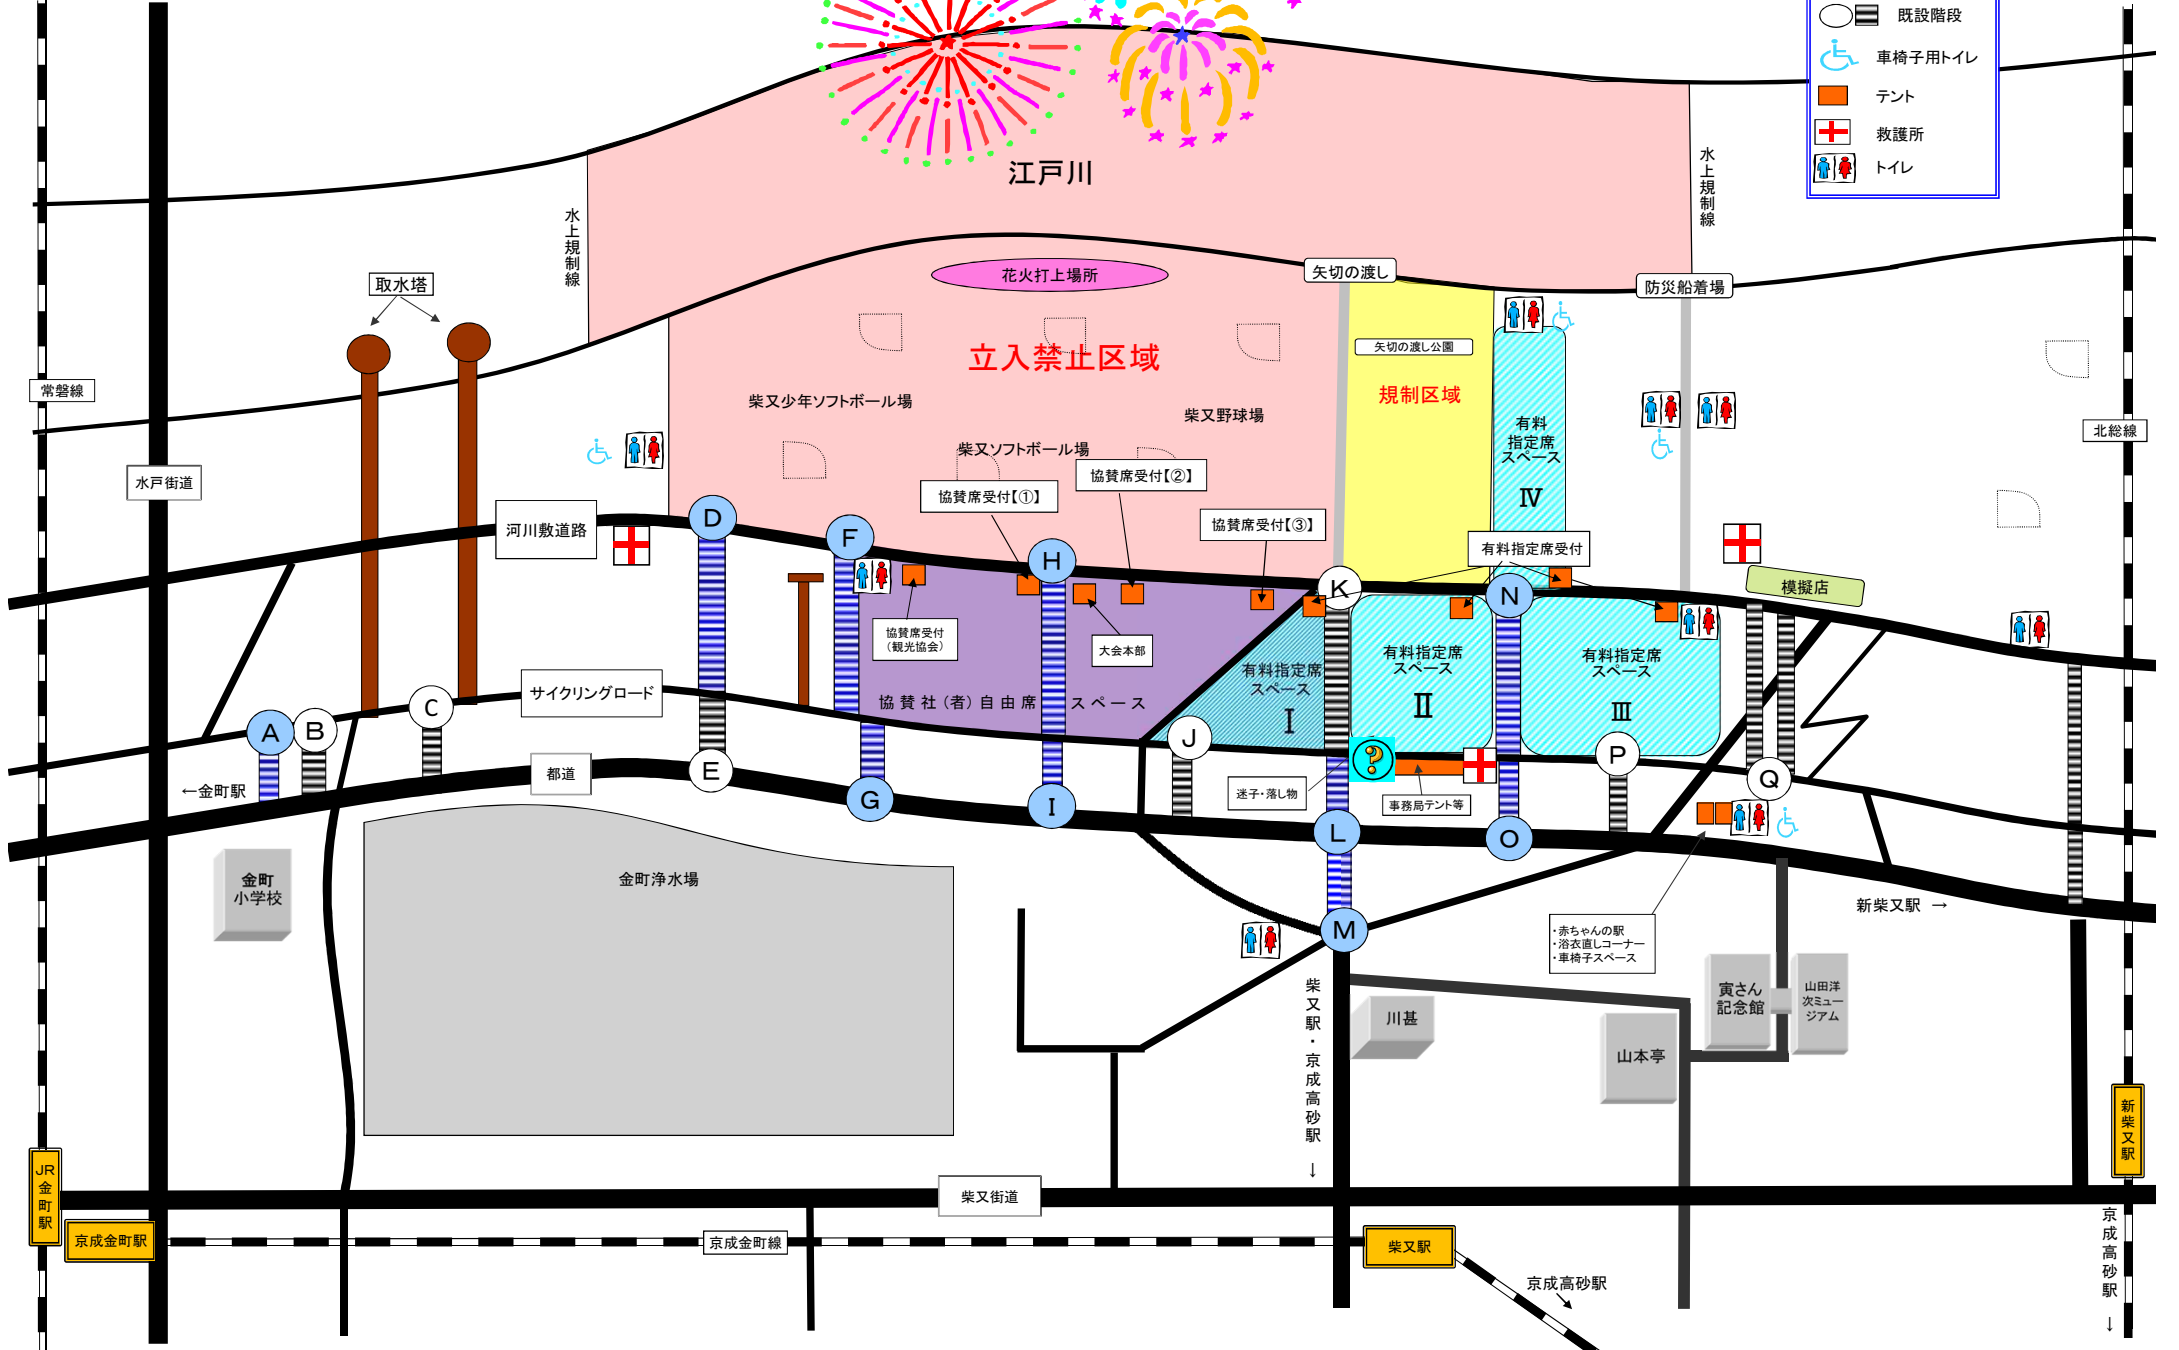 既設階段
車椅子用トイレ
テント
救護所
トイレ
江戸川
水上規制線
水上規制線
花火打上場所
矢切の渡し
防災船着場
取水塔
矢切の渡し公園
立入禁止区域
規制区域
常磐線
柴又少年ソフトボール場
柴又野球場
柴又ソフトボール場
有料
指定席
スペース
Ⅳ
北総線
水戸街道
協賛席受付【①】
協賛席受付【②】
協賛席受付【③】
河川敷道路
有料指定席受付
D
F
H
K
N
模擬店
協賛席受付
（観光協会）
大会本部
有料指定席
スペース
Ⅰ
有料指定席
スペース
Ⅱ
有料指定席
スペース
Ⅲ
サイクリングロード
協賛社（者）自由席
スペース
A
B
C
J
P
Q
?
都道
E
G
I
L
O
M
←金町駅
迷子・落し物
事務局テント等
金町
小学校
金町浄水場
・赤ちゃんの駅
・浴衣直しコーナー
・車椅子スペース
新柴又駅 →
柴又駅・京成高砂駅 ↓
川甚
山本亭
寅さん
記念館
山田洋
次ミュー
ジアム
新柴又駅
JR金町駅
京成金町駅
柴又街道
京成金町線
柴又駅
京成高砂駅
京成高砂駅 ↓